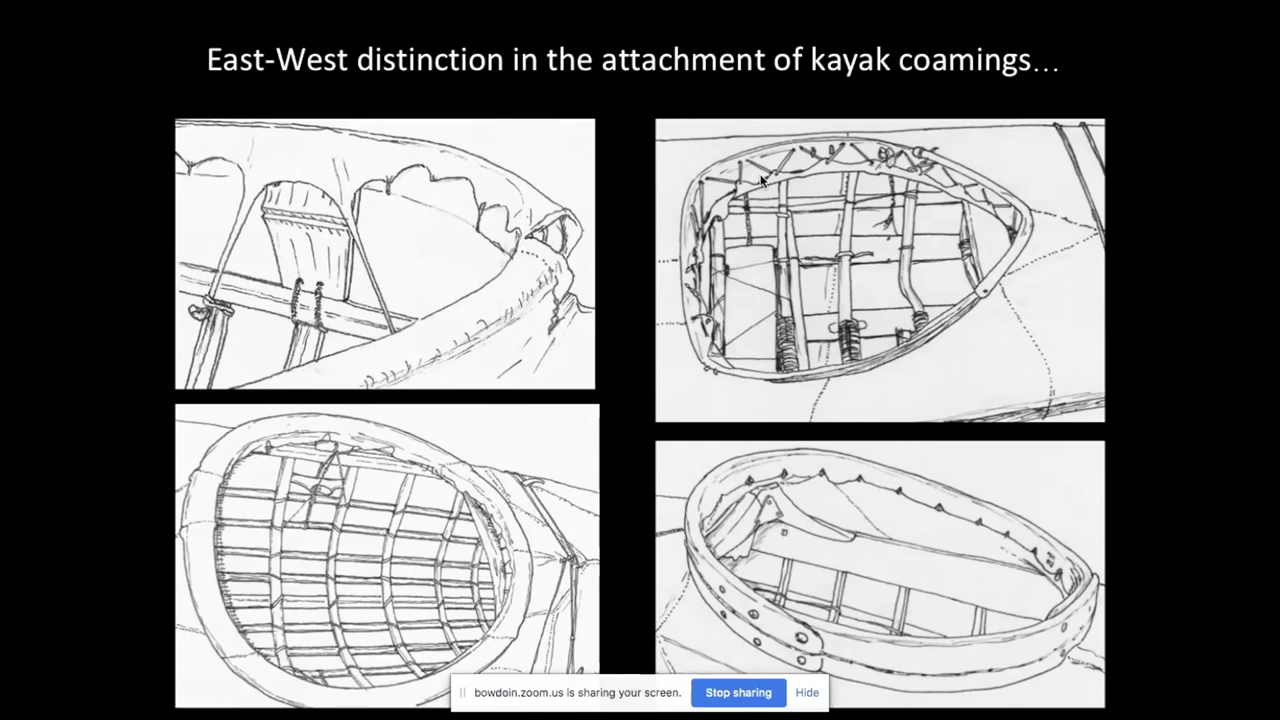 East-West distinction in the attachment of kayak coamings...
bowdoin.zoom.us is sharing your screen.
Stop sharing
Hide